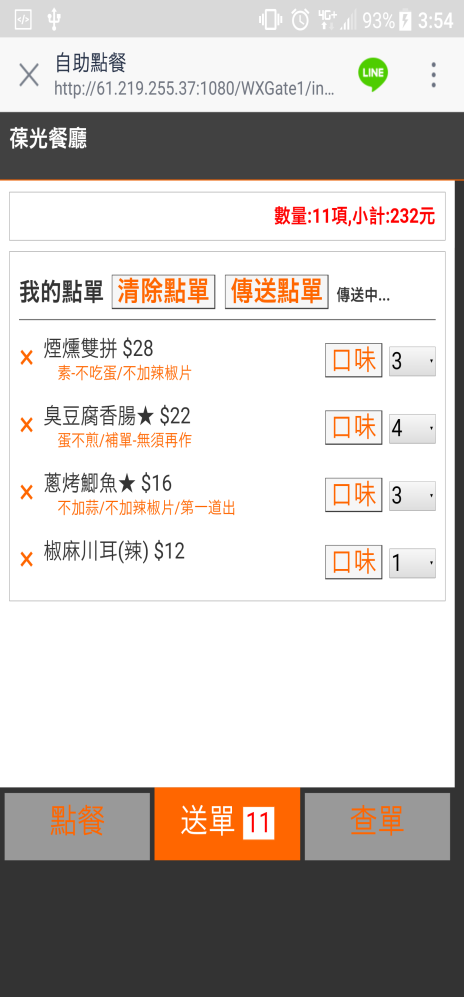 4G+ 93% 3:54
自助點餐
http://61.219.255.37:1080/WXGate1/in...
LINE
葆光餐廳
數量:11項,小計:232元
我的點單 清除點單 傳送點單 傳送中...
× 煙燻雙拼 $28 口味 3
素-不吃蛋/不加辣椒片
× 臭豆腐香腸★ $22 口味 4
蛋不煎/補單-無須再作
× 蔥烤鯽魚★ $16 口味 3
不加蒜/不加辣椒片/第一道出
× 椒麻川耳(辣) $12 口味 1
點餐 送單 11 查單